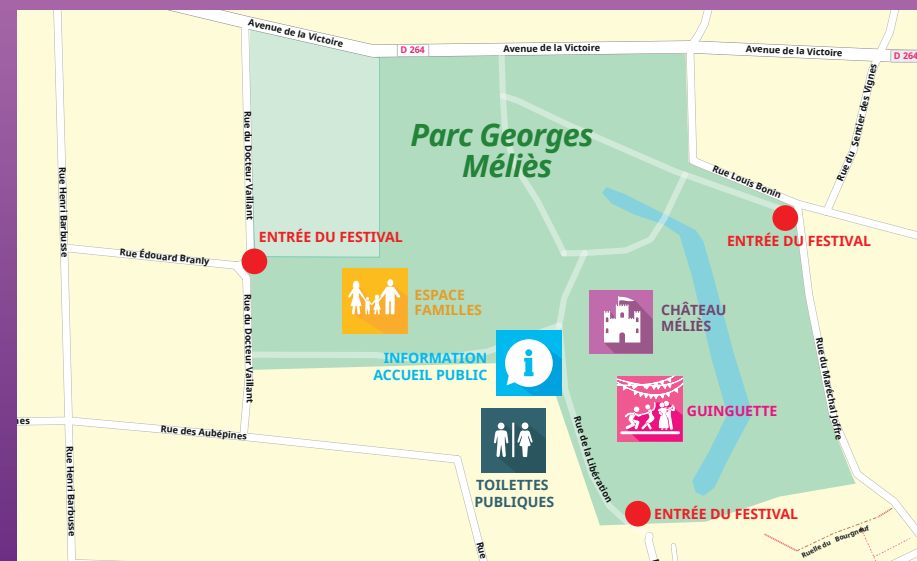 Avenue de la Victoire
D 264
Avenue de la Victoire
Avenue de la Victoire
D 264
Rue du Sentier des Vignes
Parc Georges
Méliès
Rue du Docteur Vaillant
Rue Henri Barbusse
Rue Louis Bonin
ENTRÉE DU FESTIVAL
ENTRÉE DU FESTIVAL
Rue Édouard Branly
ESPACE
FAMILLES
CHÂTEAU
MÉLIÈS
Rue du Docteur Vaillant
INFORMATION
ACCUEIL PUBLIC
Rue du Maréchal Joffre
GUINGUETTE
nes
Rue des Aubépines
Rue Henri Barbusse
Rue de la Libération
TOILETTES
PUBLIQUES
ENTRÉE DU FESTIVAL
Ruelle du Bourgneuf
Rue